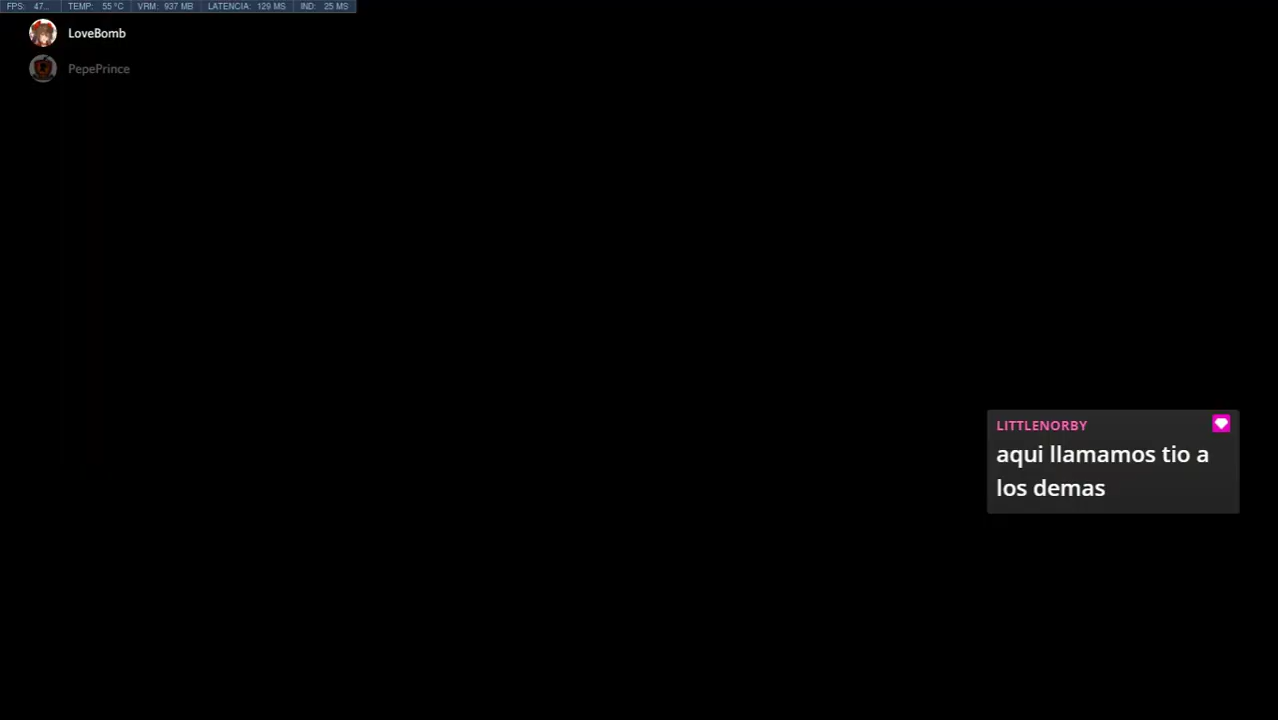 FPS: 47... TEMP: 55 °C VRM: 937 MB LATENCIA: 129 MS IND: 25 MS
LoveBomb
PepePrince
LITTLENORBY
aqui llamamos tio a
los demas